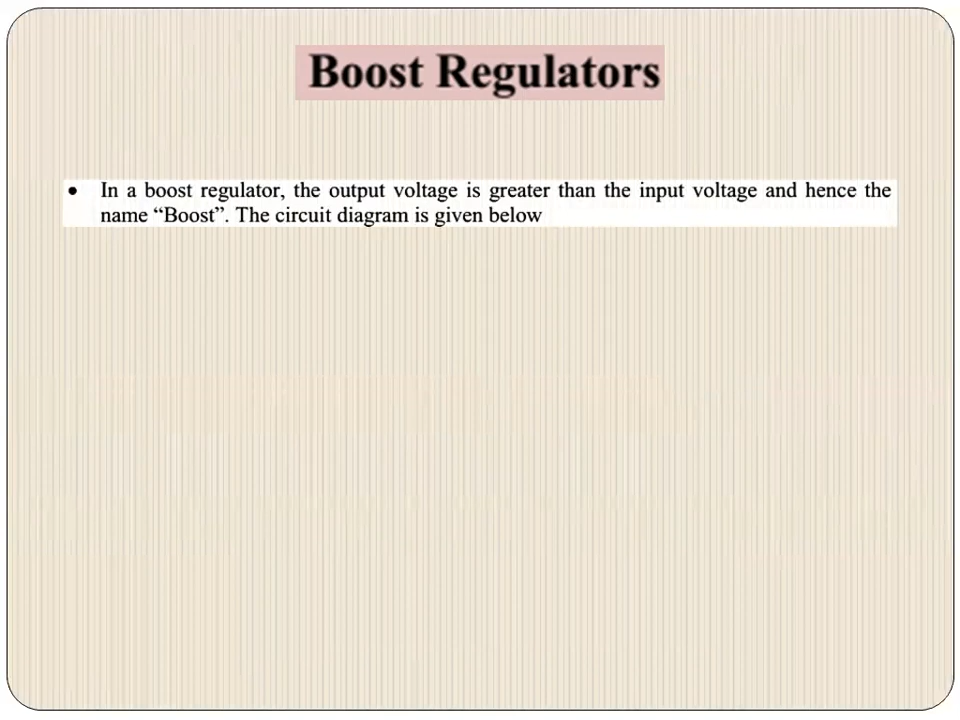 Boost Regulators
• In a boost regulator, the output voltage is greater than the input voltage and hence the
name “Boost”. The circuit diagram is given below